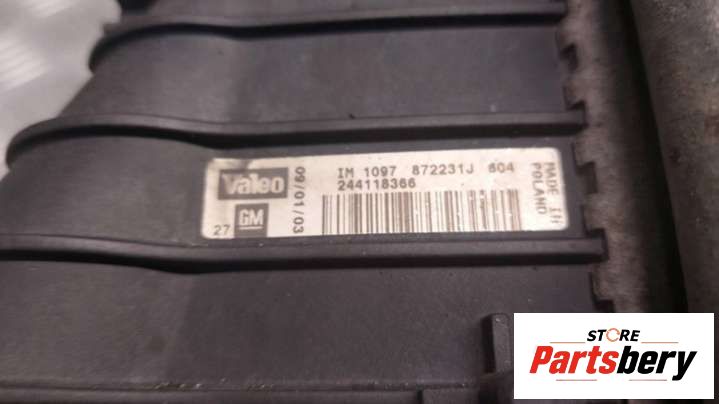 Valeo
09/01/03
IM 1097 872231J 604
244118366
MADE IN
POLAND
27
GM
STORE
Partsbery